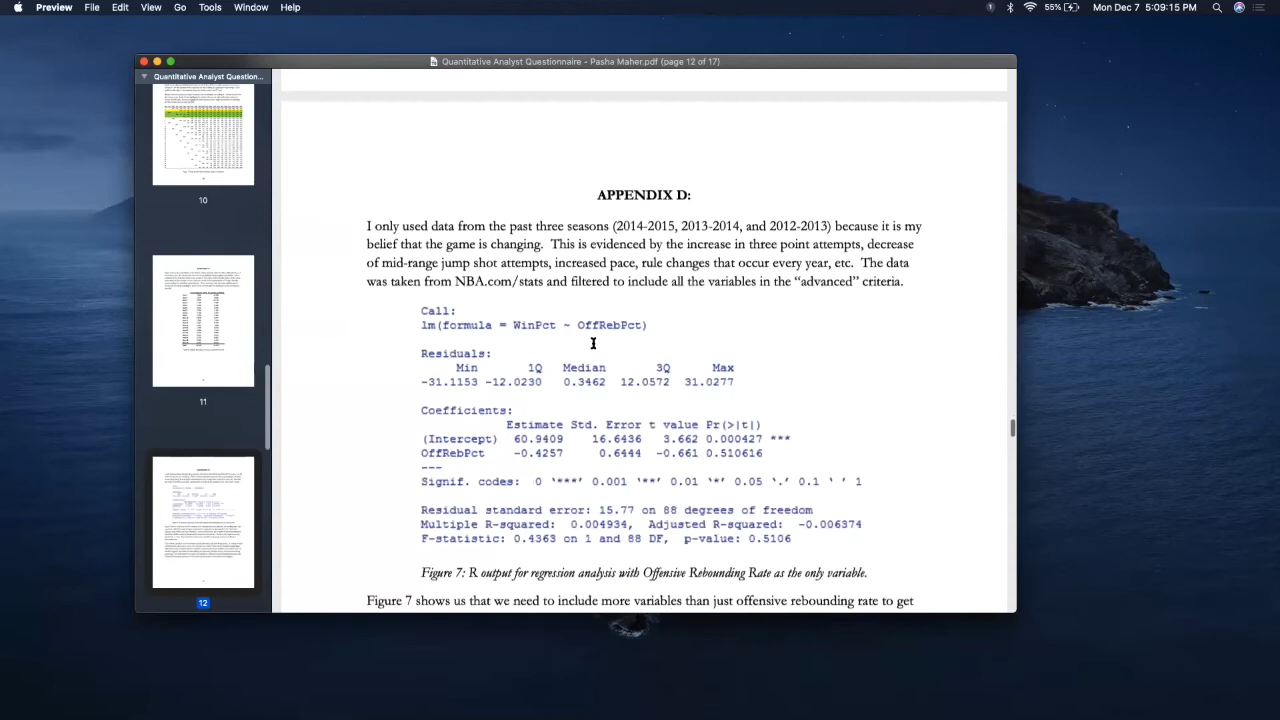 Preview File Edit View Go Tools Window Help 55% Mon Dec 7 5:09:15 PM
Quantitative Analyst Questionnaire - Pasha Maher.pdf (page 12 of 17)
Quantitative Analyst Question...
10
11
12
APPENDIX D:
I only used data from the past three seasons (2014-2015, 2013-2014, and 2012-2013) because it is my
belief that the game is changing. This is evidenced by the increase in three point attempts, decrease
of mid-range jump shot attempts, increased pace, rule changes that occur every year, etc. The data
was taken from NBA.com/stats and filtered to include all the variables in the “advanced” criteria.
Call:
lm(formula = WinPct ~ OffRebPct)
Residuals:
Min 1Q Median 3Q Max
-31.1153 -12.0230 0.3462 12.0572 31.0277
Coefficients:
Estimate Std. Error t value Pr(>|t|)
(Intercept) 60.9409 16.6436 3.662 0.000427 ***
OffRebPct -0.4257 0.6444 -0.661 0.510616
---
Signif. codes: 0 ‘***’ 0.001 ‘**’ 0.01 ‘*’ 0.05 ‘.’ 0.1 ‘ ’ 1
Residual standard error: 15.77 on 88 degrees of freedom
Multiple R-squared: 0.004934, Adjusted R-squared: -0.006374
F-statistic: 0.4363 on 1 and 88 DF, p-value: 0.5106
Figure 7: R output for regression analysis with Offensive Rebounding Rate as the only variable.
Figure 7 shows us that we need to include more variables than just offensive rebounding rate to get